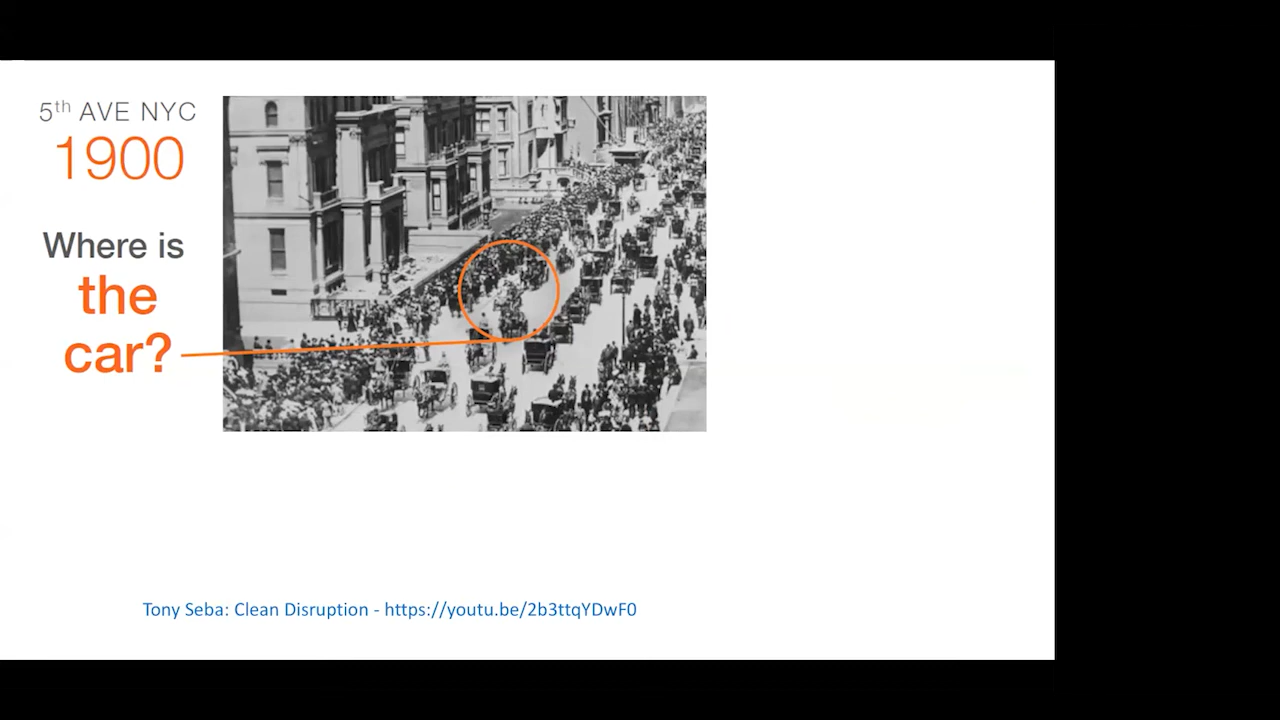 5th AVE NYC
1900
Where is
the
car?
Tony Seba: Clean Disruption - https://youtu.be/2b3ttqYDwF0